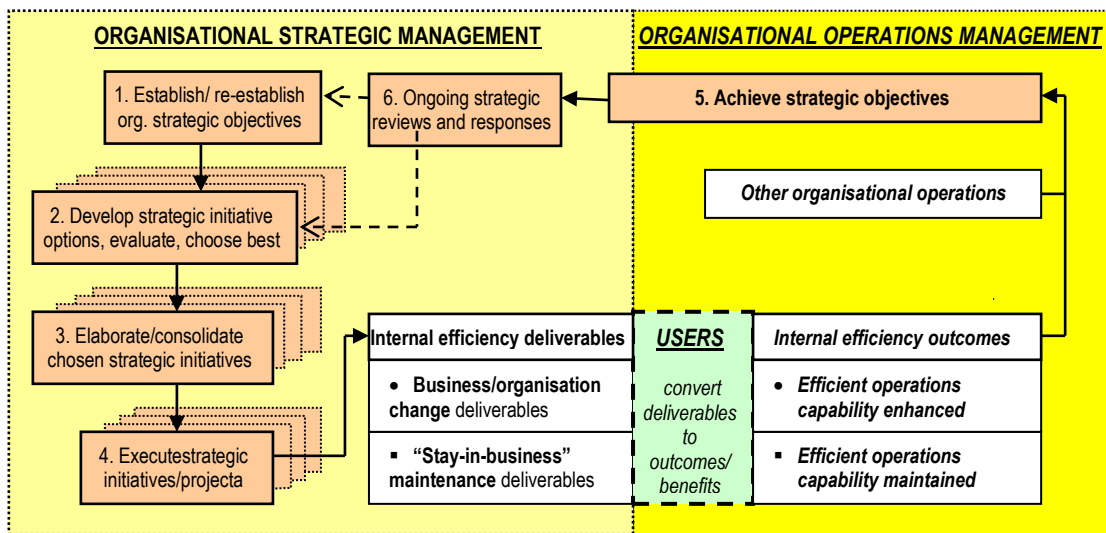 ORGANISATIONAL STRATEGIC MANAGEMENT
ORGANISATIONAL OPERATIONS MANAGEMENT
1. Establish/ re-establish
org. strategic objectives
6. Ongoing strategic
reviews and responses
5. Achieve strategic objectives
Other organisational operations
2. Develop strategic initiative
options, evaluate, choose best
3. Elaborate/consolidate
chosen strategic initiatives
4. Executestrategic
initiatives/projecta
Internal efficiency deliverables
• Business/organisation
change deliverables
▪ “Stay-in-business”
maintenance deliverables
USERS
convert
deliverables
to
outcomes/
benefits
Internal efficiency outcomes
• Efficient operations
capability enhanced
▪ Efficient operations
capability maintained